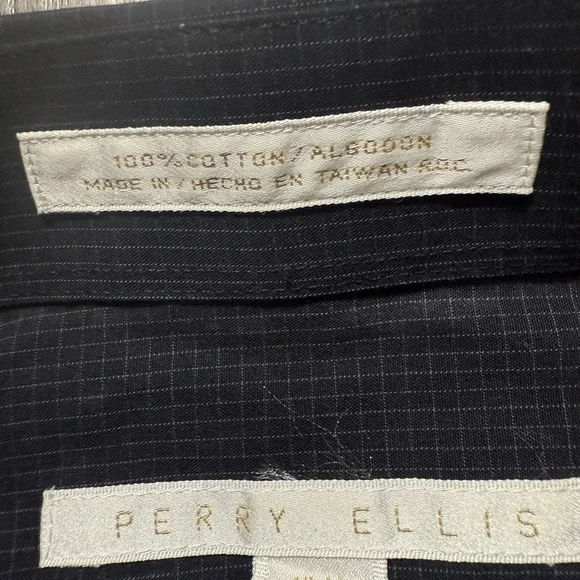 100% COTTON / ALGODON
MADE IN / HECHO EN TAIWAN R.O.C.
PERRY ELLIS